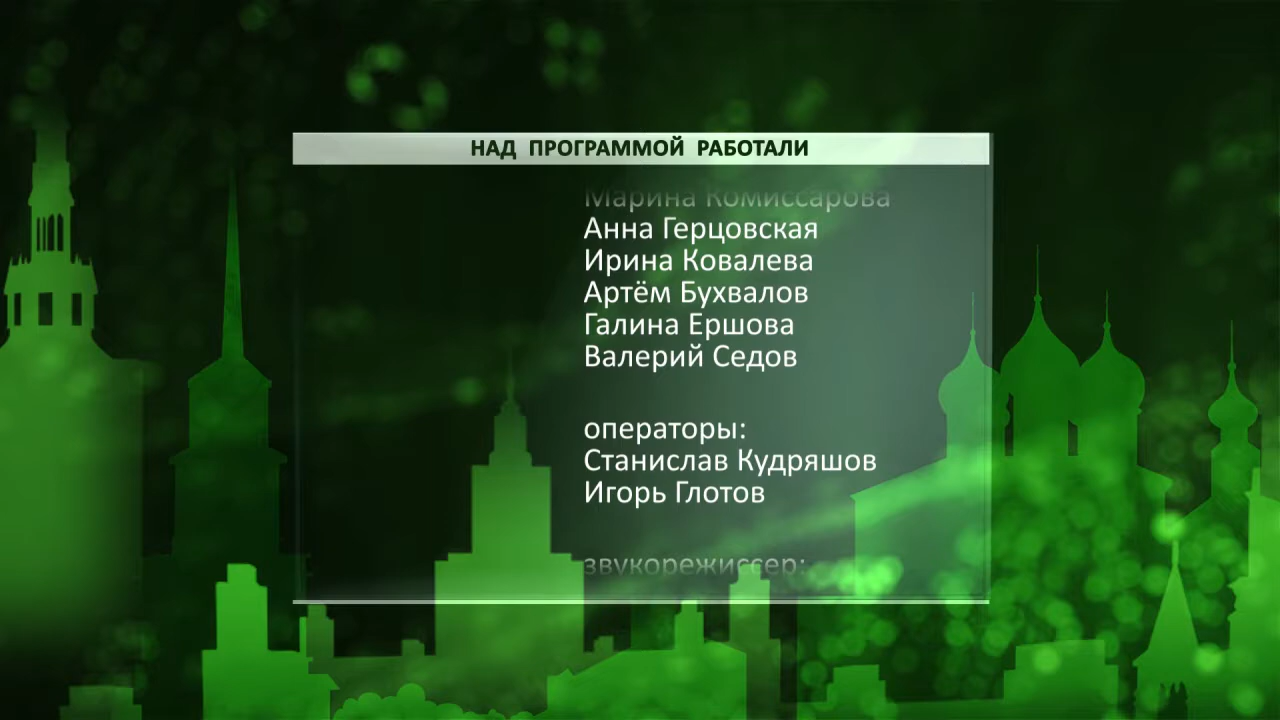 НАД ПРОГРАММОЙ РАБОТАЛИ
Марина Комиссарова
Анна Герцовская
Ирина Ковалева
Артём Бухвалов
Галина Ершова
Валерий Седов
операторы:
Станислав Кудряшов
Игорь Глотов
звукорежиссер: